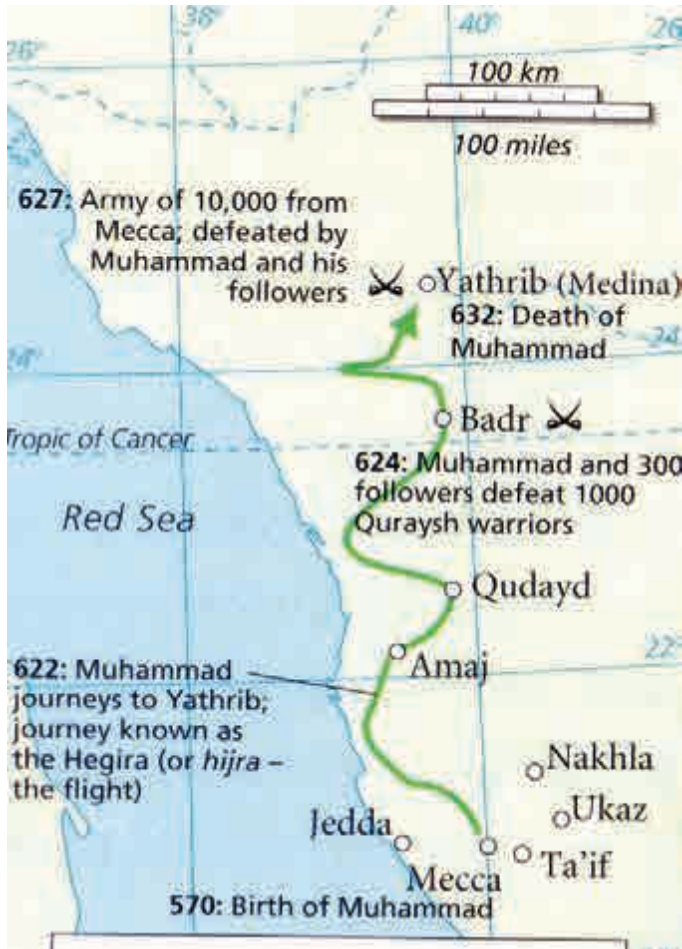 38°
40°
26°
26°
100 km
100 miles
627: Army of 10,000 from
Mecca; defeated by
Muhammad and his
followers
Yathrib (Medina)
632: Death of
Muhammad
24°
24°
Badr
Tropic of Cancer
624: Muhammad and 300
followers defeat 1000
Quraysh warriors
Red Sea
Qudayd
Amaj
22°
622: Muhammad
journeys to Yathrib;
journey known as
the Hegira (or hijra –
the flight)
Nakhla
Ukaz
Jedda
Mecca
Ta'if
570: Birth of Muhammad